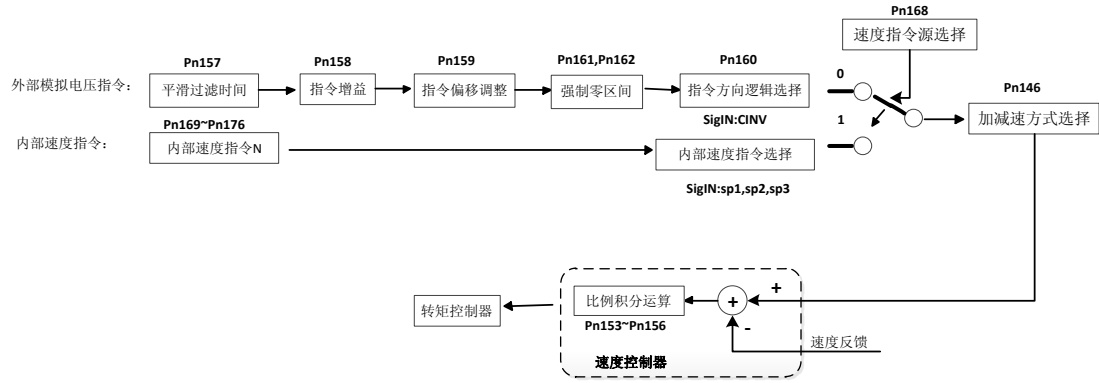 Pn168
速度指令源选择
Pn157
Pn158
Pn159
Pn161,Pn162
Pn160
外部模拟电压指令：
平滑过滤时间
指令增益
指令偏移调整
强制零区间
指令方向逻辑选择
0
Pn146
SigIN:CINV
加减速方式选择
Pn169~Pn176
1
内部速度指令：
内部速度指令N
内部速度指令选择
SigIN:sp1,sp2,sp3
转矩控制器
比例积分运算
+
+
-
Pn153~Pn156
速度反馈
速度控制器